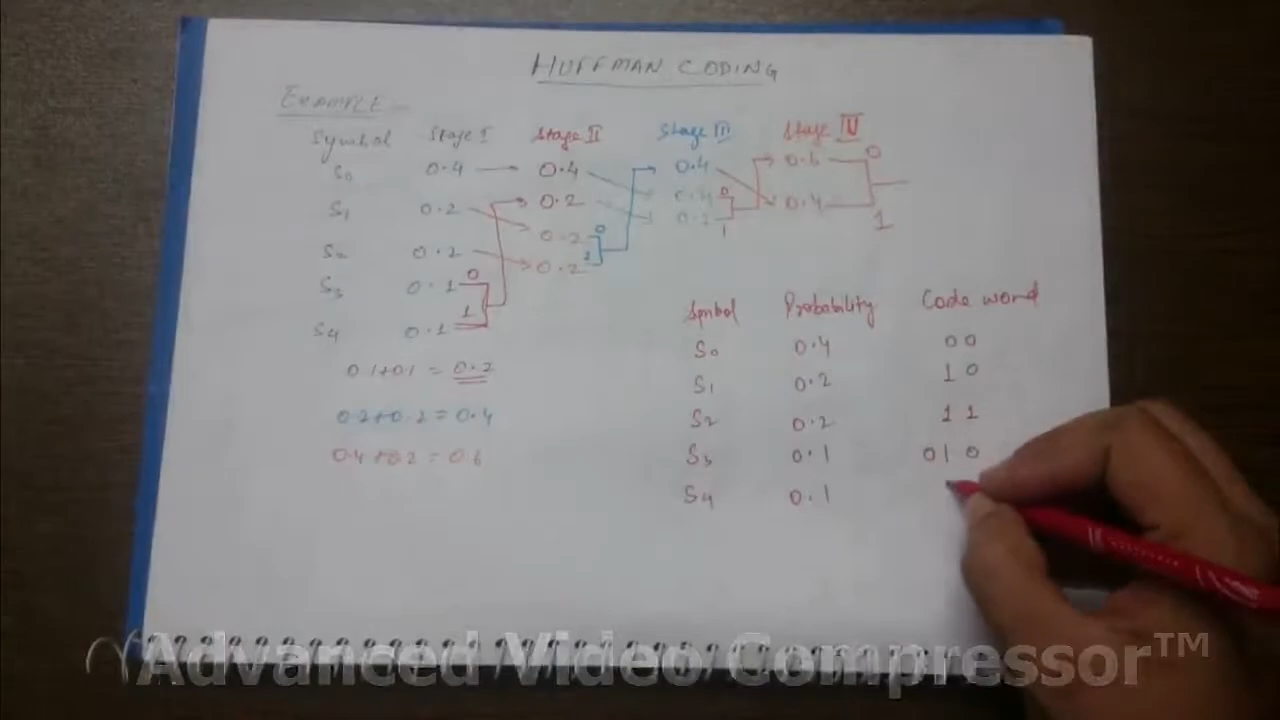 HUFFMAN CODING
EXAMPLE
Symbol Stage I Stage II Stage III Stage IV
S0 0.4 0.4 0.4 0.6 0
S1 0.2 0.2 0.4 0 0.4
0.2 0 0.2 1 1
S2 0.2 0.2 1
S3 0.1 0
S4 0.1 1
0.1+0.1 = 0.2
0.2+0.2 = 0.4
0.4+0.2 = 0.6
Symbol Probability Code word
S0 0.4 00
S1 0.2 10
S2 0.2 11
S3 0.1 010
S4 0.1
Advanced Video Compressor™